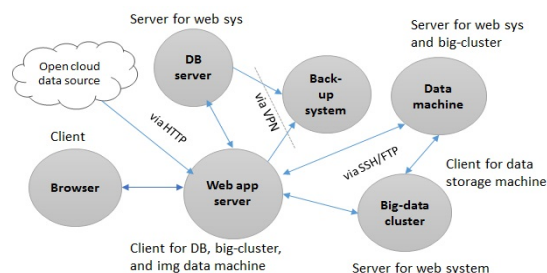 Server for web sys
Server for web sys
and big-cluster
Open cloud
data source
DB
server
Back-
up
system
Data
machine
via HTTP
via VPN
Client
Browser
Web app
server
via SSH/FTP
Client for data
storage machine
Big-data
cluster
Client for DB, big-cluster,
and img data machine
Server for web system